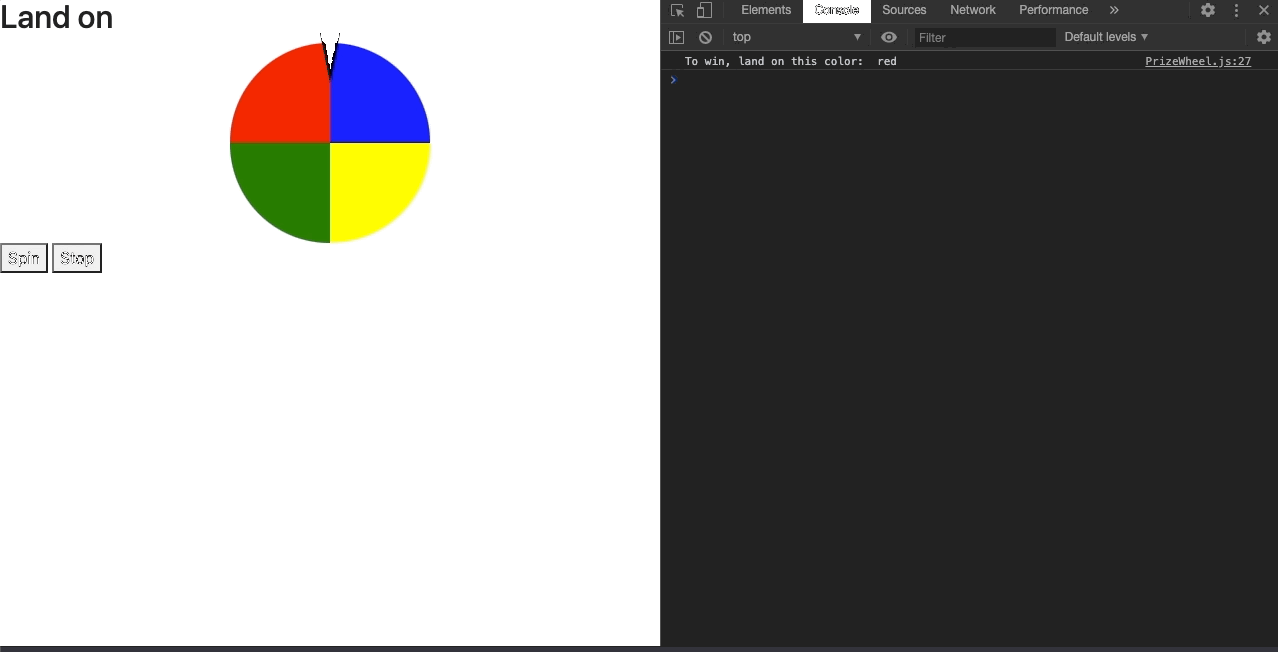 Land on
Spin Stop
Elements Console Sources Network Performance
top Filter Default levels
To win, land on this color: red PrizeWheel.js:27